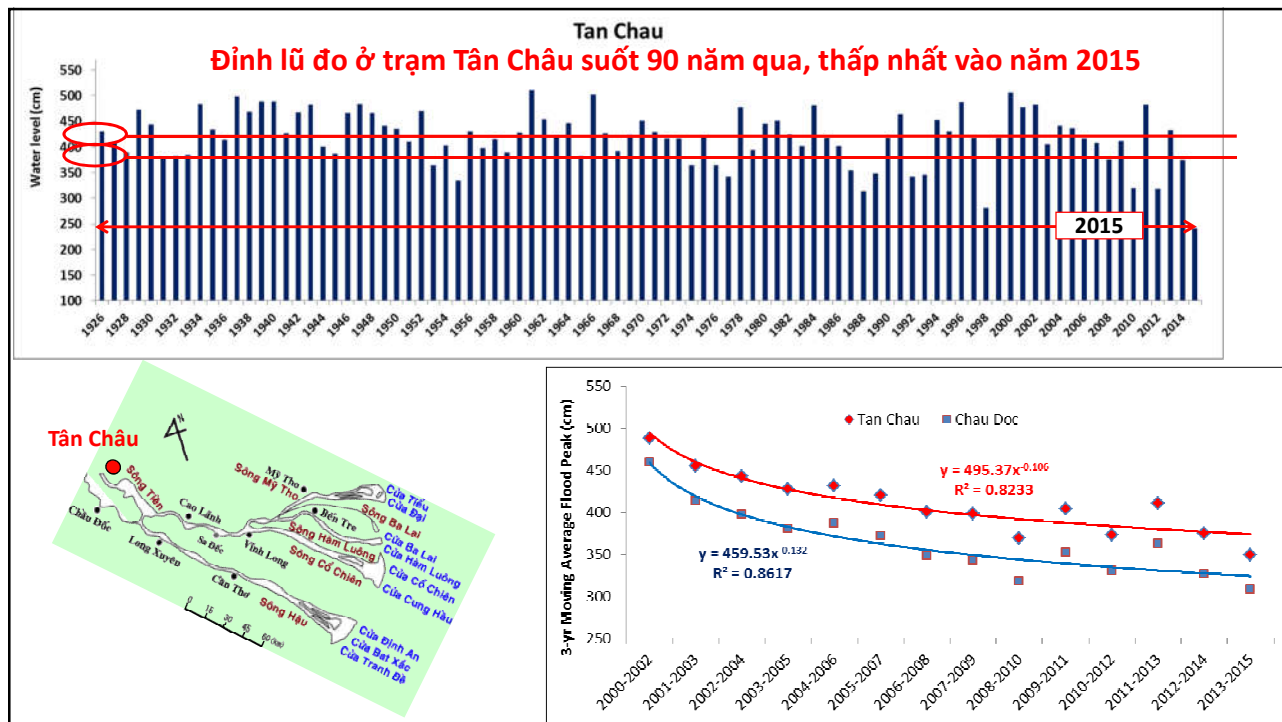 Tan Chau
Đỉnh lũ đo ở trạm Tân Châu suốt 90 năm qua, thấp nhất vào năm 2015
Water level (cm)
550
500
450
400
350
300
250
200
150
100
2015
1926
1928
1930
1932
1934
1936
1938
1940
1942
1944
1946
1948
1950
1952
1954
1956
1958
1960
1962
1964
1966
1968
1970
1972
1974
1976
1978
1980
1982
1984
1986
1988
1990
1992
1994
1996
1998
2000
2002
2004
2006
2008
2010
2012
2014
Tân Châu
Sông Tiền
Châu Đốc
Cao Lãnh
Sa Đéc
Long Xuyên
Vĩnh Long
Cần Thơ
Mỹ Tho
Sông Mỹ Tho
Bến Tre
Sông Ba Lai
Sông Hàm Luông
Sông Cổ Chiên
Sông Hậu
Cửa Tiểu
Cửa Đại
Cửa Ba Lai
Cửa Hàm Luông
Cửa Cổ Chiên
Cửa Cung Hầu
Cửa Định An
Cửa Bat Xắc
Cửa Tranh Đề
0 15 30 45 60 (km)
3-yr Moving Average Flood Peak (cm)
550
500
450
400
350
300
250
Tan Chau
Chau Doc
y = 495.37x-0.106
R² = 0.8233
y = 459.53x-0.132
R² = 0.8617
2000-2002
2001-2003
2002-2004
2003-2005
2004-2006
2005-2007
2006-2008
2007-2009
2008-2010
2009-2011
2010-2012
2011-2013
2012-2014
2013-2015